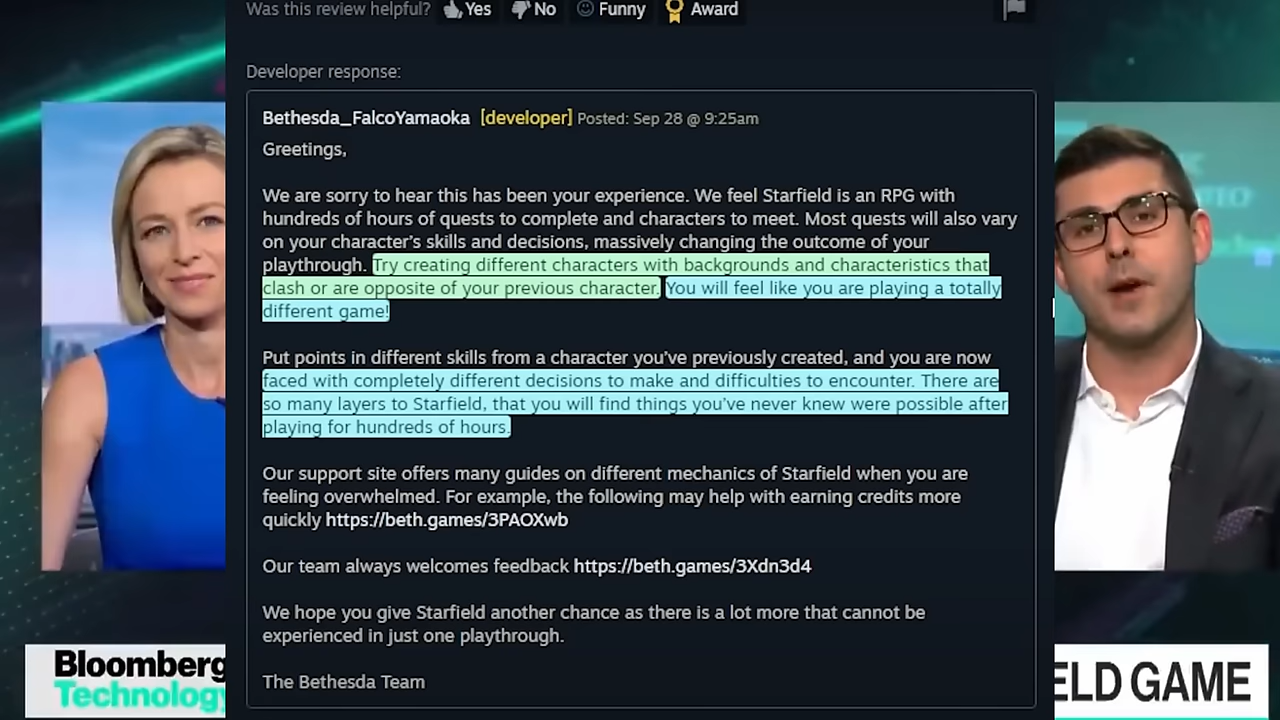 Was this review helpful? Yes No Funny Award
Developer response:
Bethesda_FalcoYamaoka [developer] Posted: Sep 28 @ 9:25am
Greetings,
We are sorry to hear this has been your experience. We feel Starfield is an RPG with
hundreds of hours of quests to complete and characters to meet. Most quests will also vary
on your character's skills and decisions, massively changing the outcome of your
playthrough. Try creating different characters with backgrounds and characteristics that
clash or are opposite of your previous character. You will feel like you are playing a totally
different game!
Put points in different skills from a character you've previously created, and you are now
faced with completely different decisions to make and difficulties to encounter. There are
so many layers to Starfield, that you will find things you've never knew were possible after
playing for hundreds of hours.
Our support site offers many guides on different mechanics of Starfield when you are
feeling overwhelmed. For example, the following may help with earning credits more
quickly https://beth.games/3PAOXwb
Our team always welcomes feedback https://beth.games/3Xdn3d4
We hope you give Starfield another chance as there is a lot more that cannot be
experienced in just one playthrough.
The Bethesda Team
Bloomberg
Technology
ELD GAME